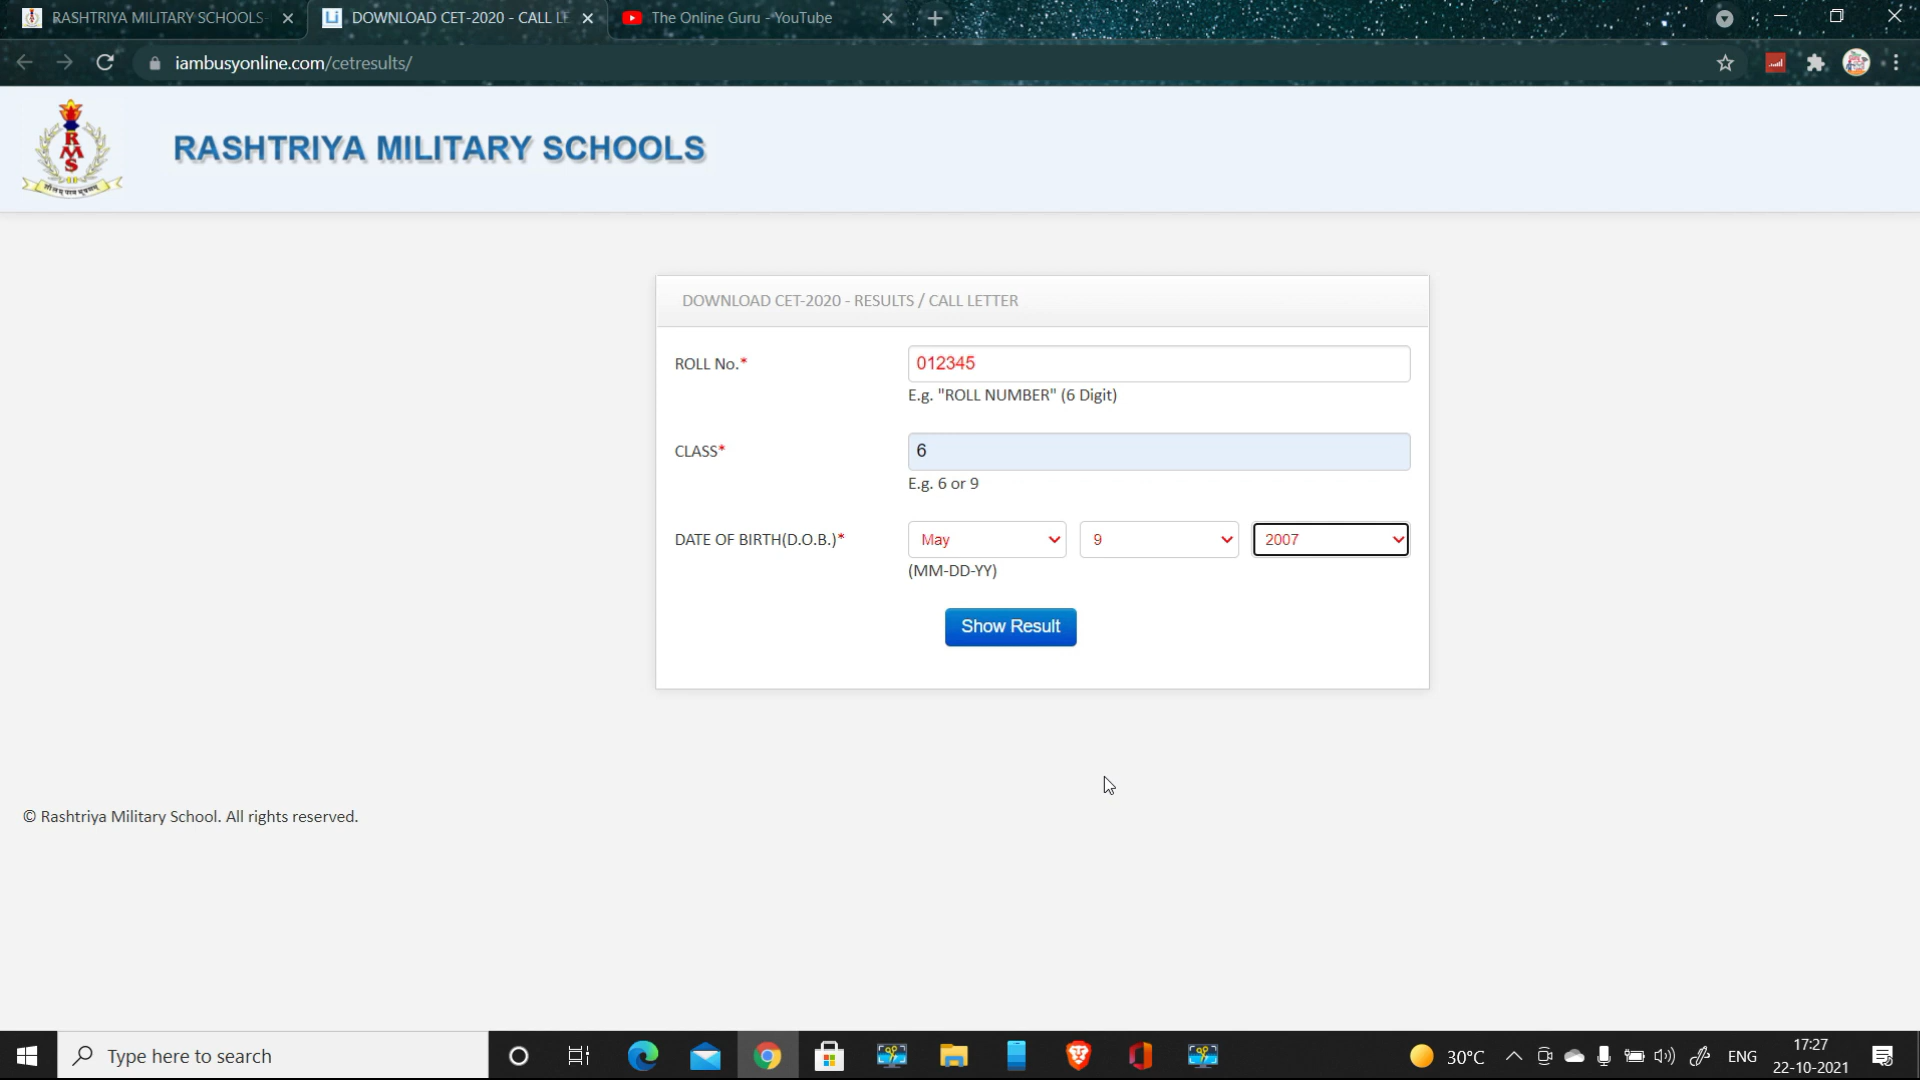 RASHTRIYA MILITARY SCHOOLS-
DOWNLOAD CET-2020 - CALL LE
The Online Guru - YouTube
iambusyonline.com/cetresults/
RMS
RASHTRIYA MILITARY SCHOOLS
DOWNLOAD CET-2020 - RESULTS / CALL LETTER
ROLL No.*
012345
E.g. "ROLL NUMBER" (6 Digit)
CLASS*
6
E.g. 6 or 9
DATE OF BIRTH(D.O.B.)*
May
9
2007
(MM-DD-YY)
Show Result
© Rashtriya Military School. All rights reserved.
Type here to search
30°C
ENG
17:27
22-10-2021